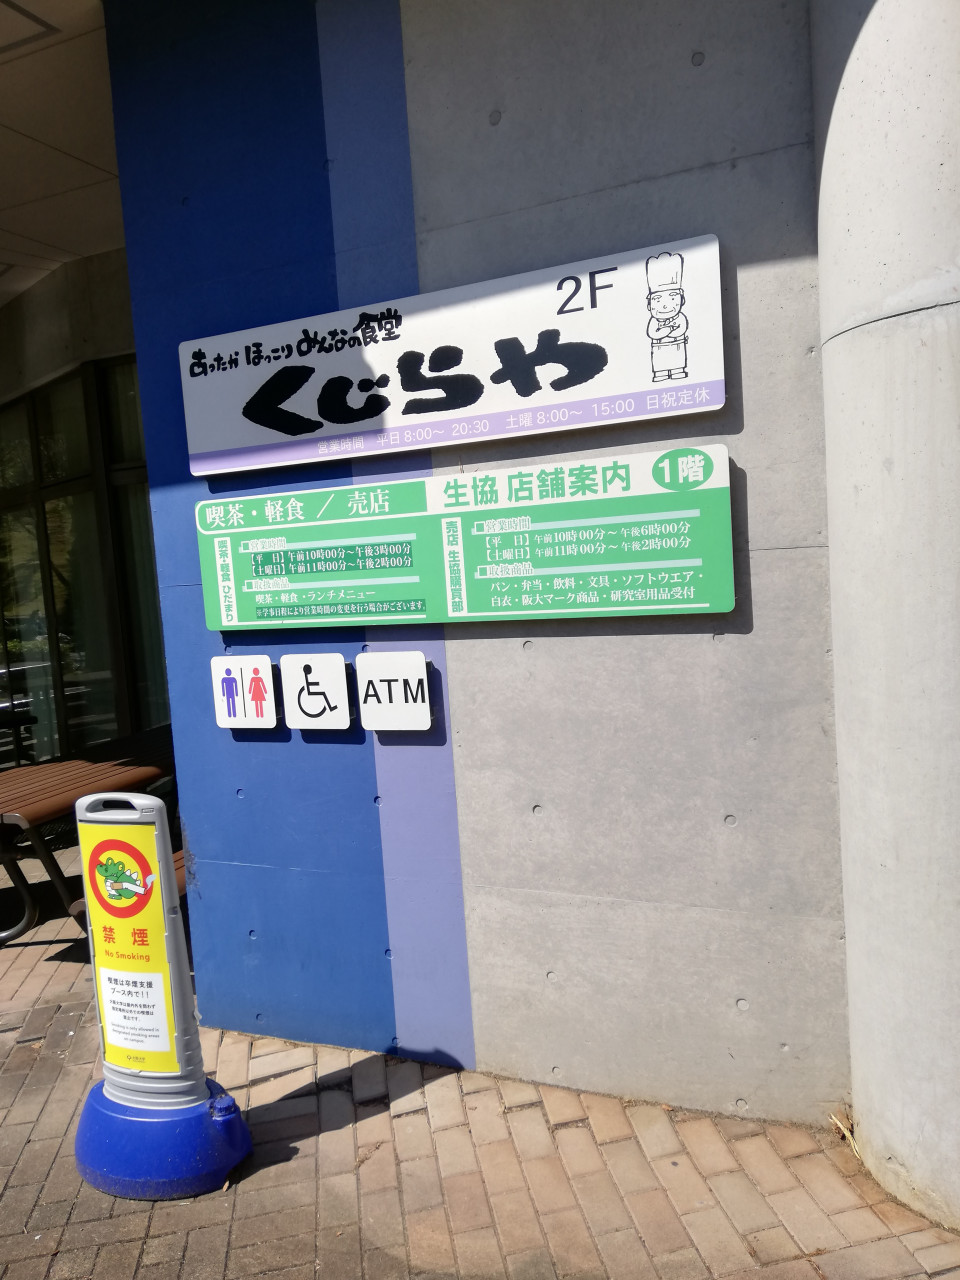 2F
あったか ほっこり みんなの食堂
くじらや
営業時間 平日 8:00～ 20:30 土曜 8:00～ 15:00 日祝定休
喫茶・軽食 ／ 売店
生協 店舗案内 1階
喫茶・軽食 ひだまり
■営業時間
【平 日】午前10時00分～午後3時00分
【土曜日】午前11時00分～午後2時00分
■取扱商品
喫茶・軽食・ランチメニュー
※学事日程により営業時間の変更を行う場合がございます。
売店 生協購買部
■営業時間
【平 日】午前10時00分～午後6時00分
【土曜日】午前11時00分～午後2時00分
■取扱商品
パン・弁当・飲料・文具・ソフトウエア・
白衣・阪大マーク商品・研究室用品受付
ATM
禁煙
No Smoking
喫煙は卒煙支援
ブース内で！！
Smoking is only allowed in
designated smoking areas
on campus.